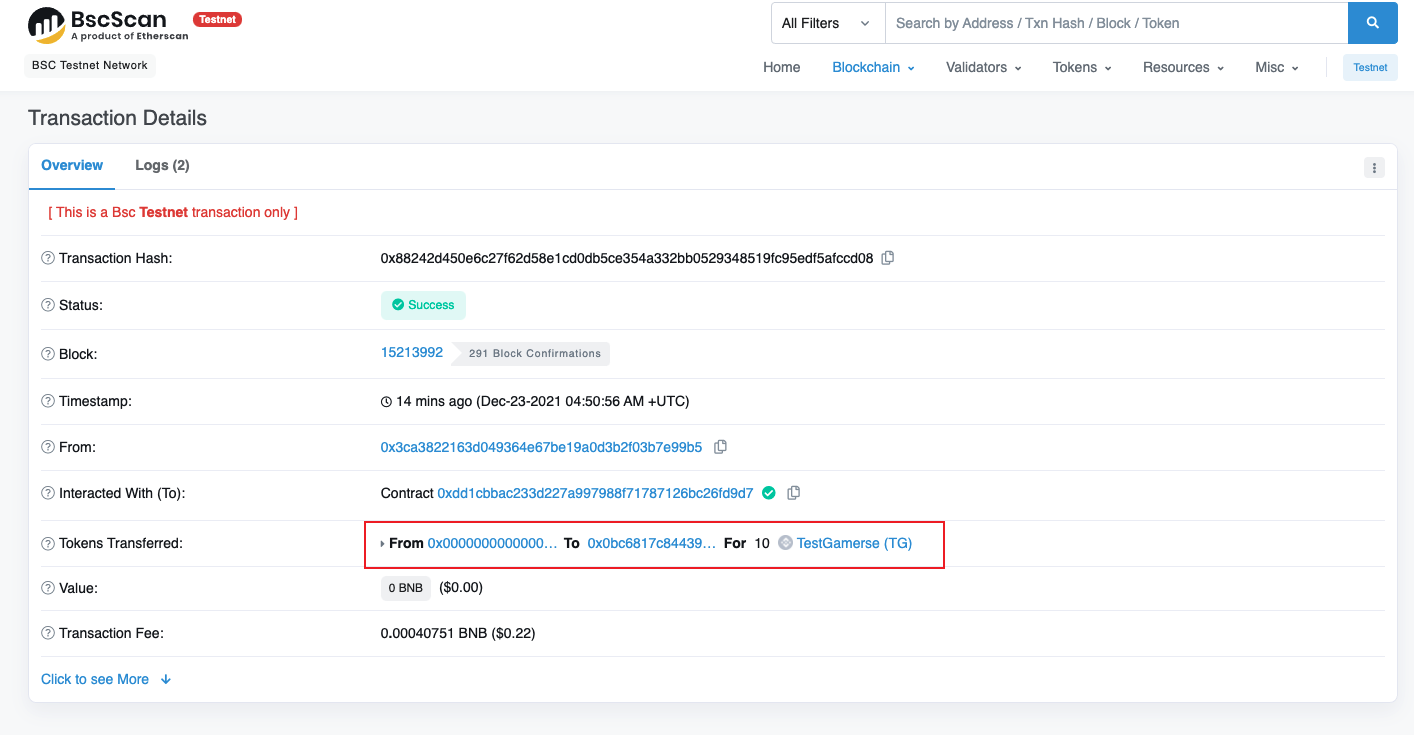 BscScan Testnet
A product of Etherscan
BSC Testnet Network
All Filters Search by Address / Txn Hash / Block / Token
Home Blockchain Validators Tokens Resources Misc Testnet
Transaction Details
Overview Logs (2)
[ This is a Bsc Testnet transaction only ]
Transaction Hash: 0x88242d450e6c27f62d58e1cd0db5ce354a332bb0529348519fc95edf5afccd08
Status: Success
Block: 15213992 291 Block Confirmations
Timestamp: 14 mins ago (Dec-23-2021 04:50:56 AM +UTC)
From: 0x3ca3822163d049364e67be19a0d3b2f03b7e99b5
Interacted With (To): Contract 0xdd1cbbac233d227a997988f71787126bc26fd9d7
Tokens Transferred: From 0x0000000000000... To 0x0bc6817c84439... For 10 TestGamerse (TG)
Value: 0 BNB ($0.00)
Transaction Fee: 0.00040751 BNB ($0.22)
Click to see More